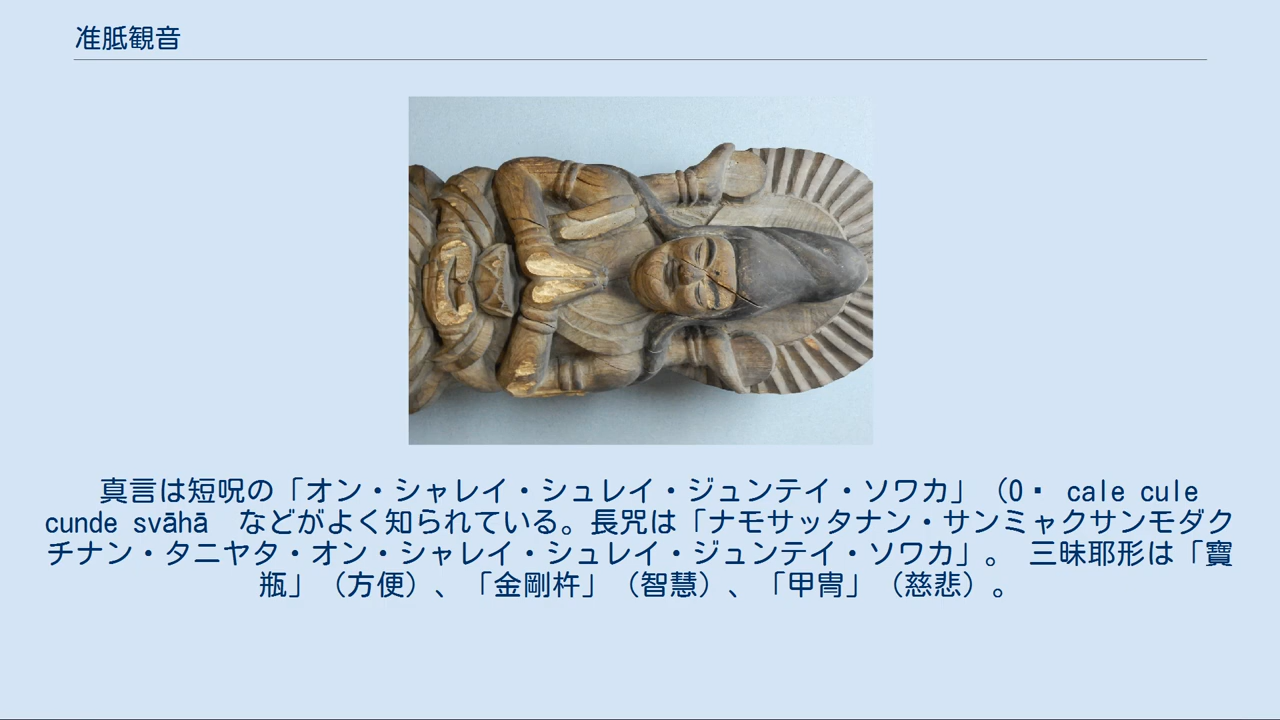 准胝観音
真言は短呪の「オン・シャレイ・シュレイ・ジュンテイ・ソワカ」（O▪ cale cule
cunde svāhā　などがよく知られている。長咒は「ナモサッタナン・サンミャクサンモダク
チナン・タニヤタ・オン・シャレイ・シュレイ・ジュンテイ・ソワカ」。 三昧耶形は「寶
瓶」（方便）、「金剛杵」（智慧）、「甲冑」（慈悲）。